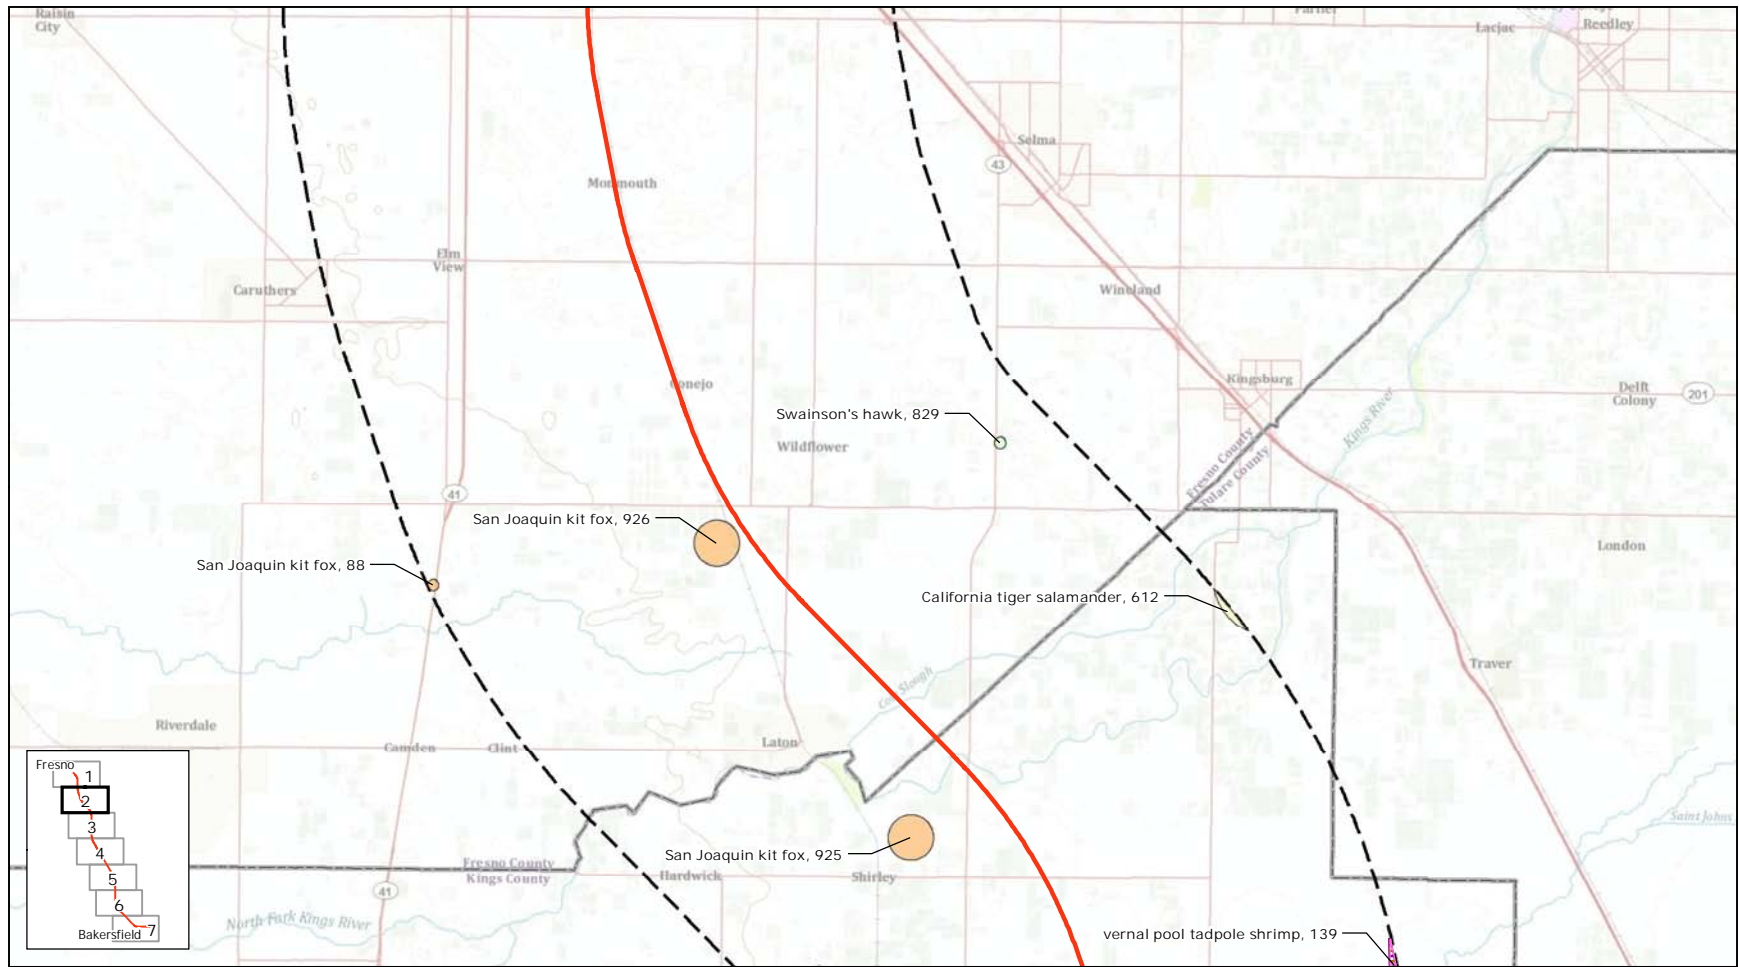 Raisin
City
Parlier
Lacjac
Reedley
Selma
43
Monmouth
Elm
View
Caruthers
Wineland
Conejo
Kingsburg
Delft
Colony
201
Kings River
Swainson's hawk, 829
Wildflower
Fresno County
Tulare County
41
San Joaquin kit fox, 926
London
San Joaquin kit fox, 88
California tiger salamander, 612
Traver
Cole Slough
Riverdale
Camden
Clint
Laton
Saint Johns
San Joaquin kit fox, 925
Fresno County
Kings County
Hardwick
Shirley
41
North Fork Kings River
vernal pool tadpole shrimp, 139
Fresno
1
2
3
4
5
6
7
Bakersfield